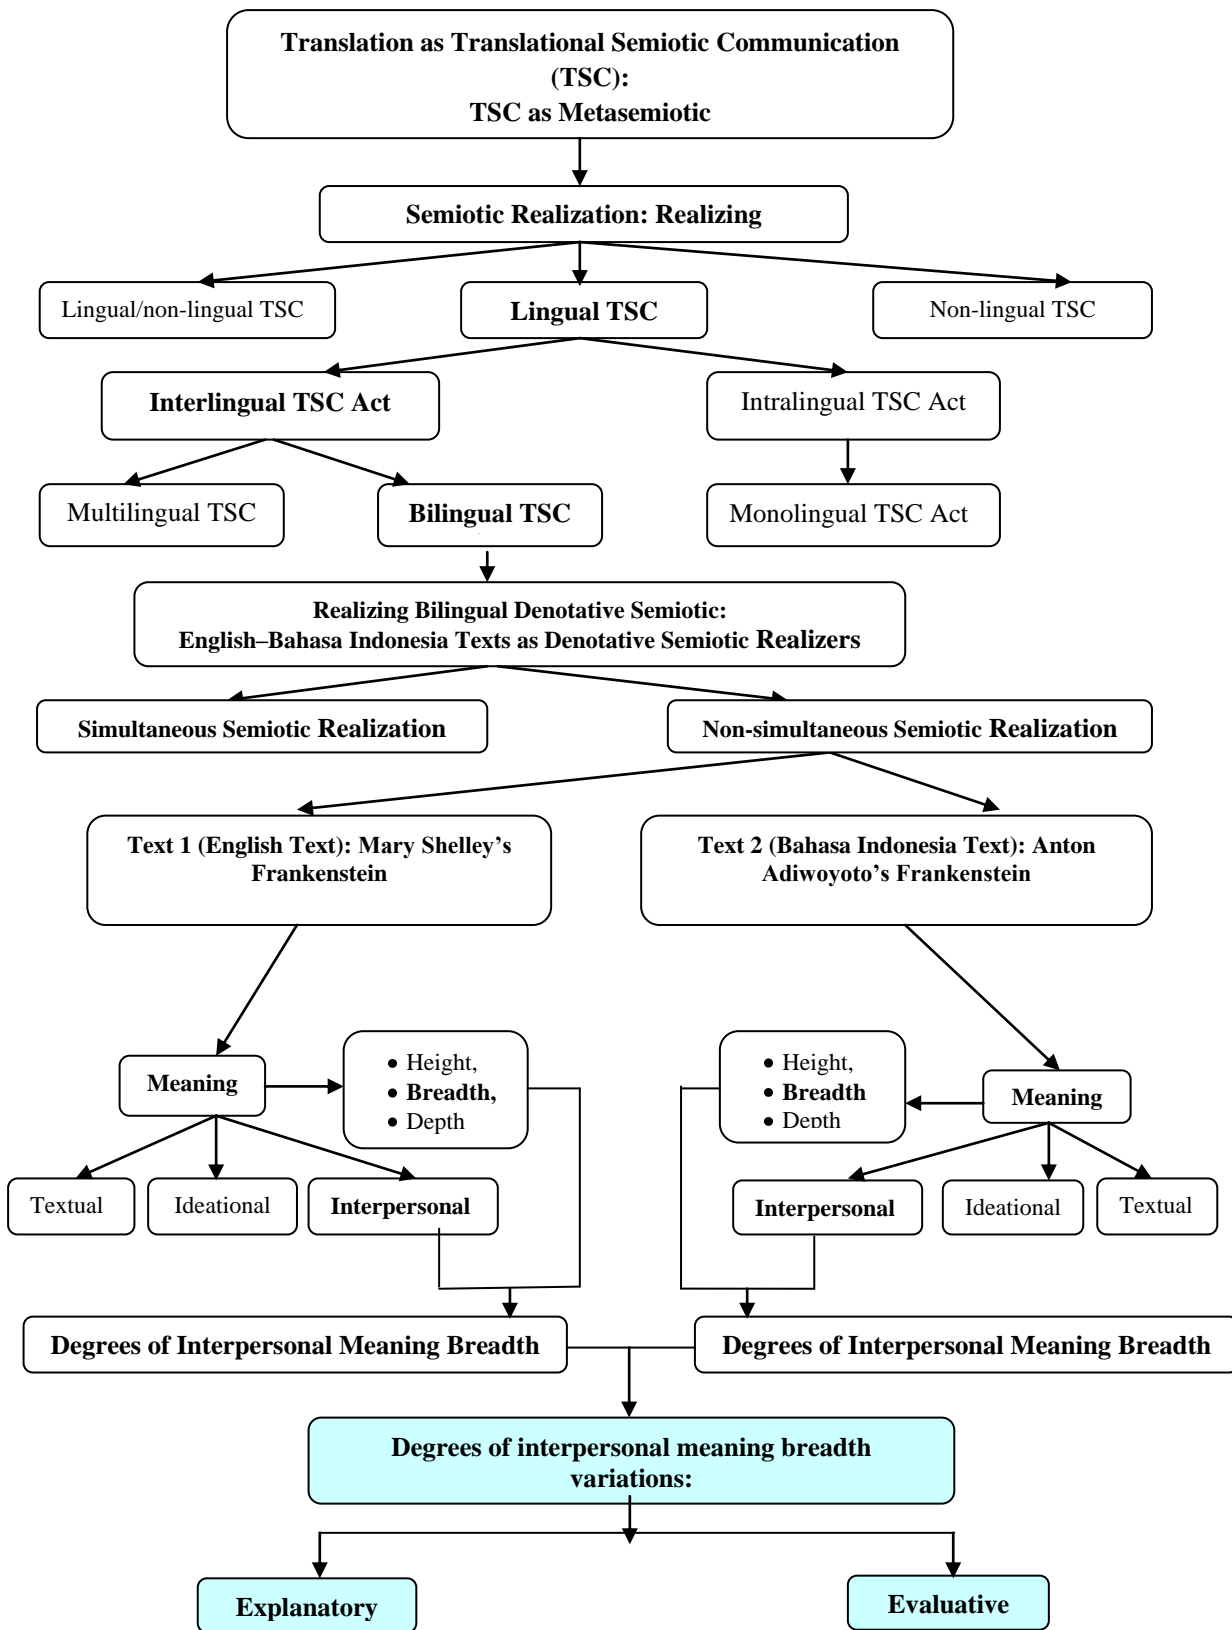 Translation as Translational Semiotic Communication
(TSC):
TSC as Metasemiotic
Semiotic Realization: Realizing
Lingual/non-lingual TSC
Lingual TSC
Non-lingual TSC
Interlingual TSC Act
Intralingual TSC Act
Multilingual TSC
Bilingual TSC
Monolingual TSC Act
Realizing Bilingual Denotative Semiotic:
English–Bahasa Indonesia Texts as Denotative Semiotic Realizers
Simultaneous Semiotic Realization
Non-simultaneous Semiotic Realization
Text 1 (English Text): Mary Shelley’s
Frankenstein
Text 2 (Bahasa Indonesia Text): Anton
Adiwoyoto’s Frankenstein
Meaning
• Height,
• Breadth,
• Depth
• Height,
• Breadth
• Depth
Meaning
Textual
Ideational
Interpersonal
Interpersonal
Ideational
Textual
Degrees of Interpersonal Meaning Breadth
Degrees of Interpersonal Meaning Breadth
Degrees of interpersonal meaning breadth
variations:
Explanatory
Evaluative